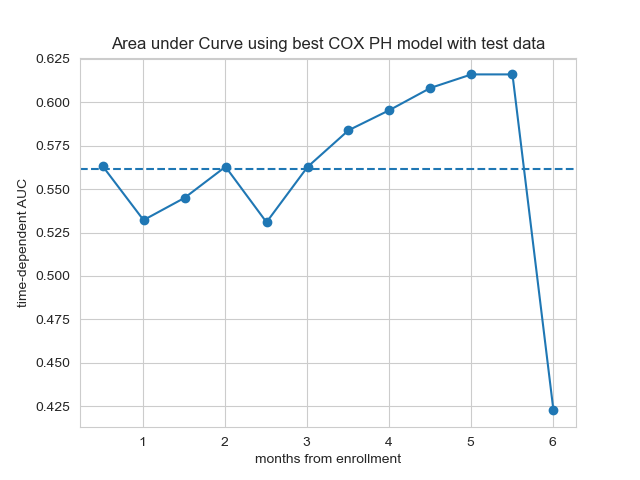 Area under Curve using best COX PH model with test data
0.625
0.600
0.575
0.550
0.525
0.500
0.475
0.450
0.425
time-dependent AUC
1 2 3 4 5 6
months from enrollment